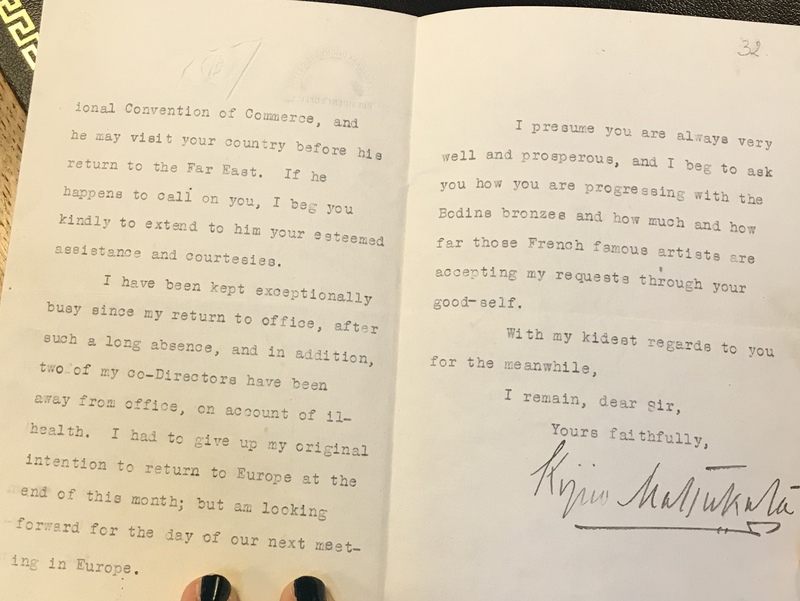 ional Convention of Commerce, and
he may visit your country before his
return to the Far East. If he
happens to call on you, I beg you
kindly to extend to him your esteemed
assistance and courtesies.
I have been kept exceptionally
busy since my return to office, after
such a long absence, and in addition,
two of my co-Directors have been
away from office, on account of il-
health. I had to give up my original
intention to return to Europe at the
end of this month; but am looking
forward for the day of our next meet-
ing in Europe.
32
I presume you are always very
well and prosperous, and I beg to ask
you how you are progressing with the
Bodins bronzes and how much and how
far those French famous artists are
accepting my requests through your
good-self.
With my kidest regards to you
for the meanwhile,
I remain, dear Sir,
Yours faithfully,
Kojiro Matsukata